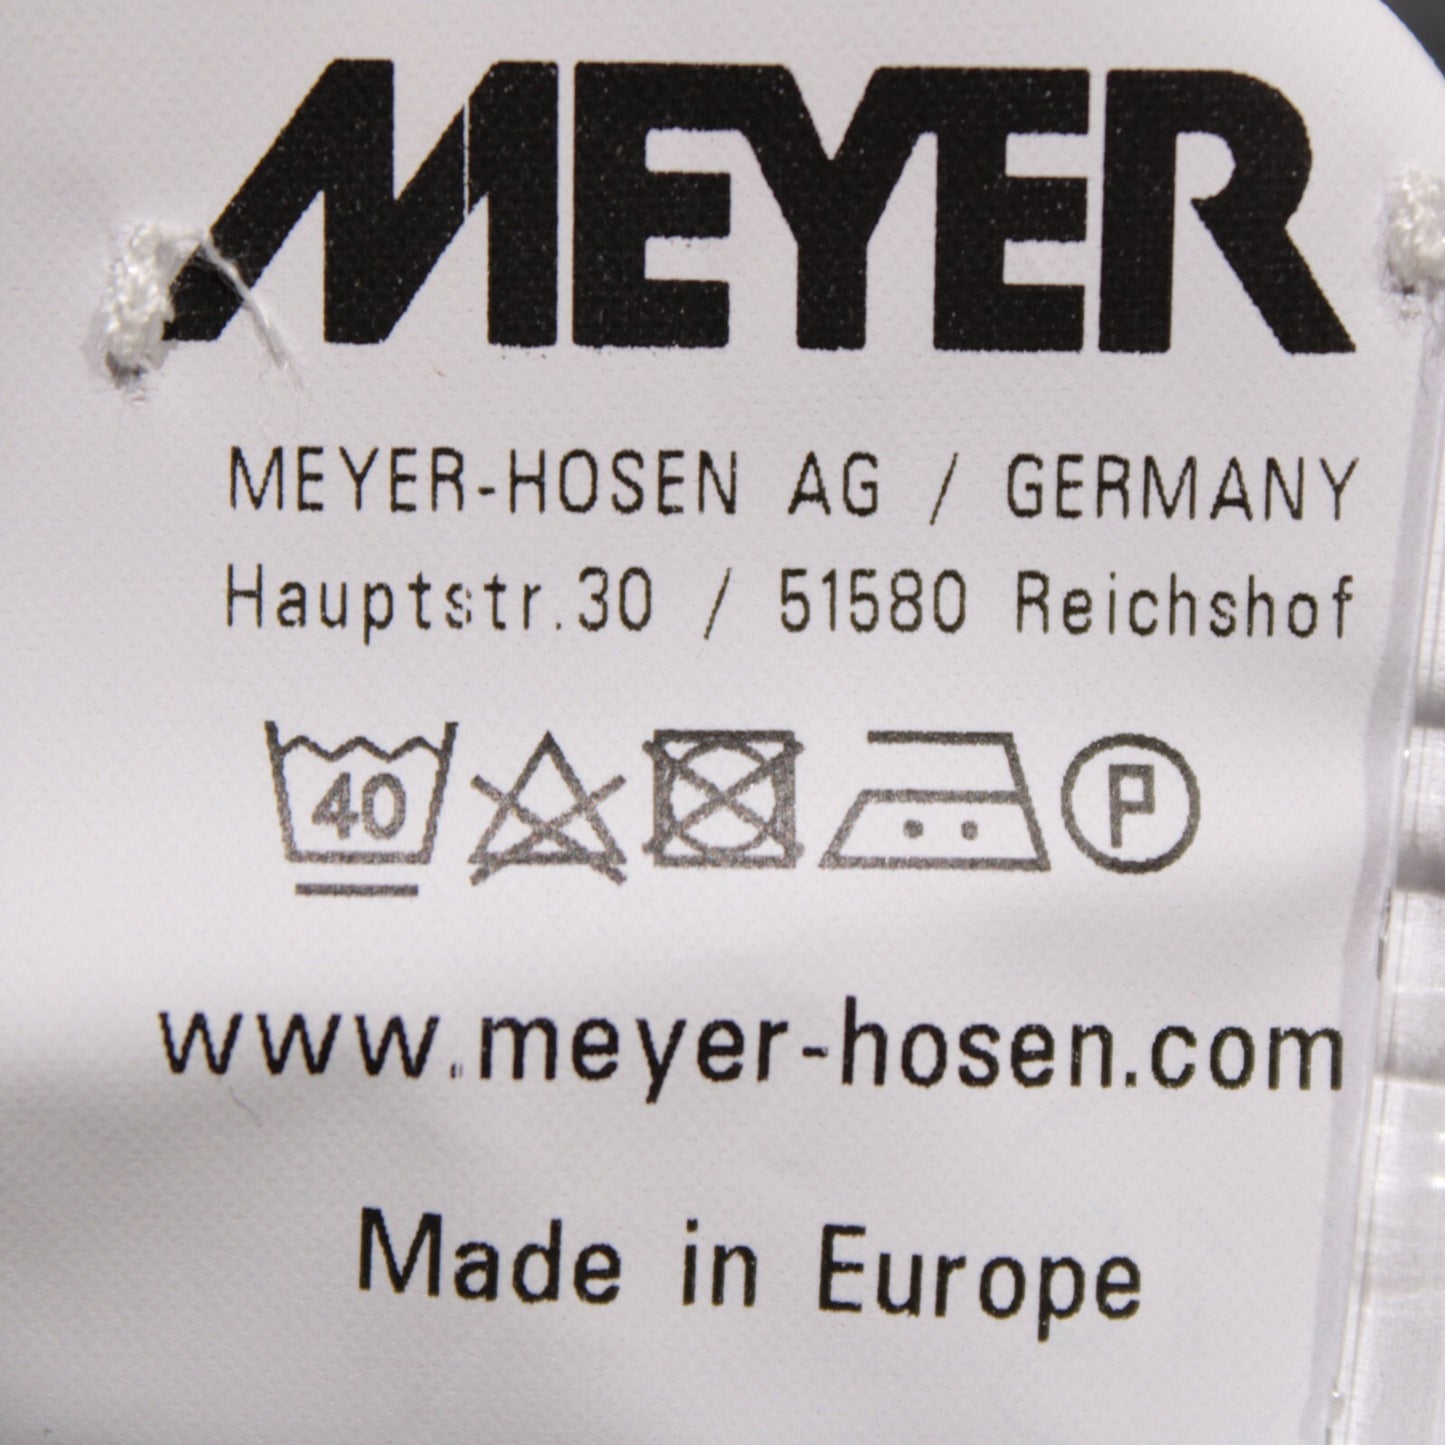 MEYER
MEYER-HOSEN AG / GERMANY
Hauptstr.30 / 51580 Reichshof
40 P
www.meyer-hosen.com
Made in Europe